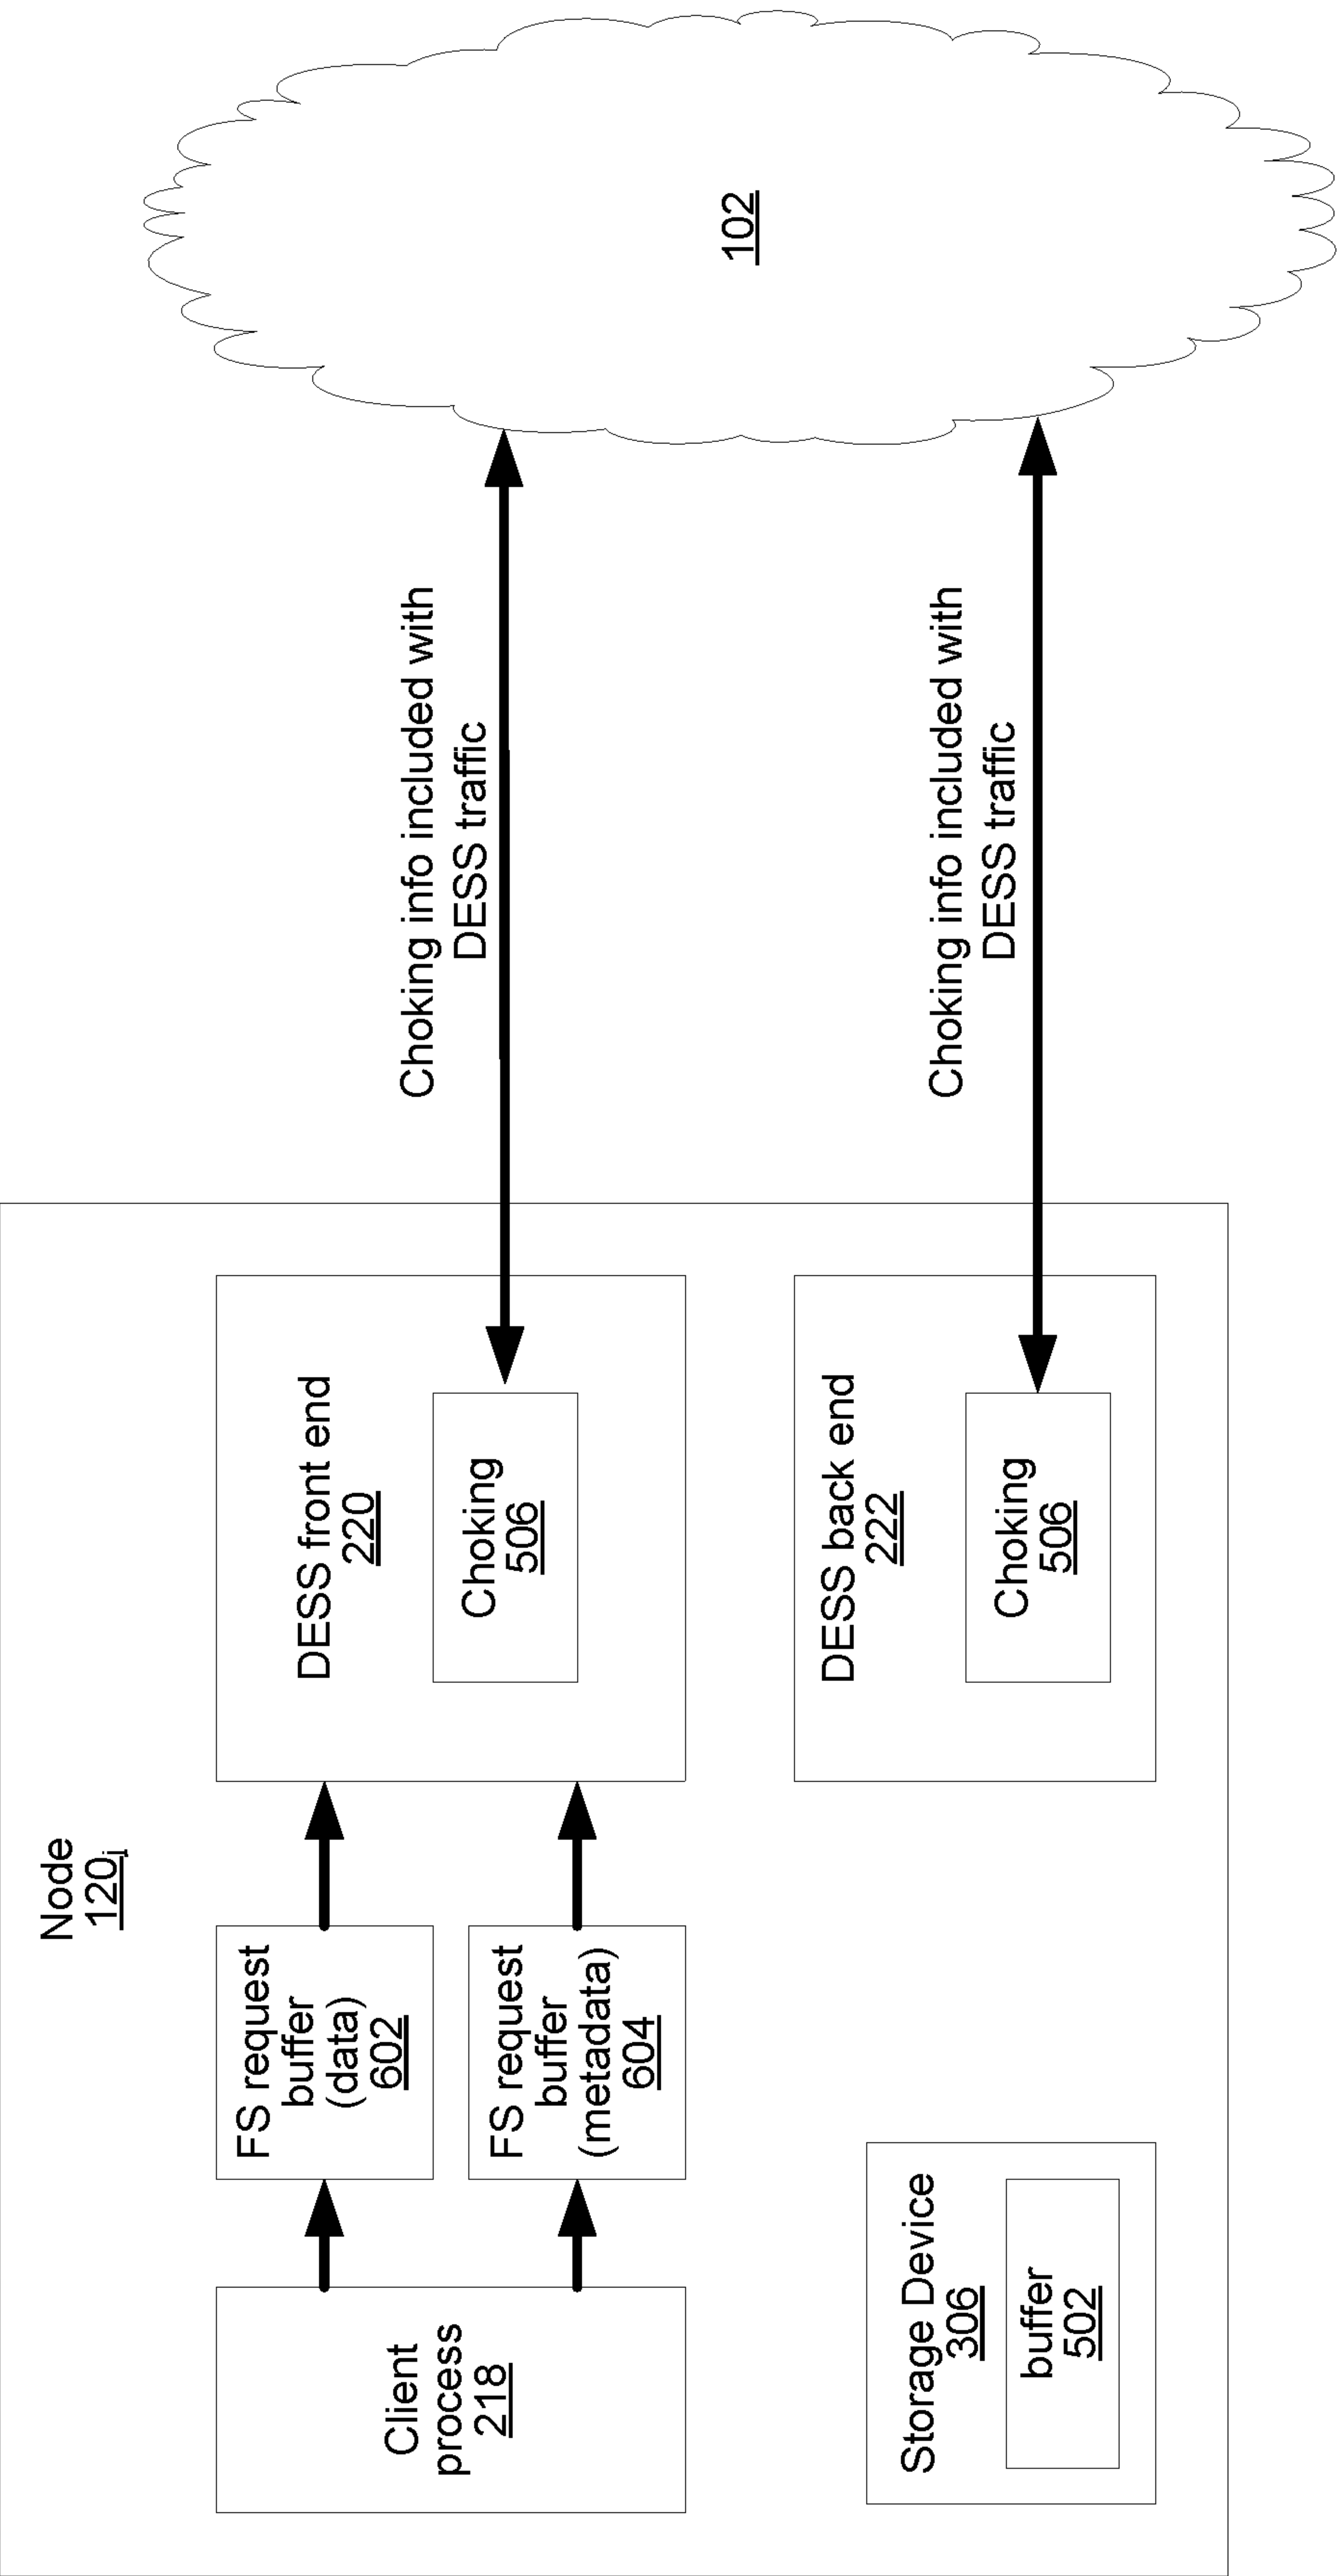 Node
120i
Client
process
218
FS request
buffer
(data)
602
FS request
buffer
(metadata)
604
DESS front end
220
Choking
506
Choking info included with
DESS traffic
102
Storage Device
306
buffer
502
DESS back end
222
Choking
506
Choking info included with
DESS traffic